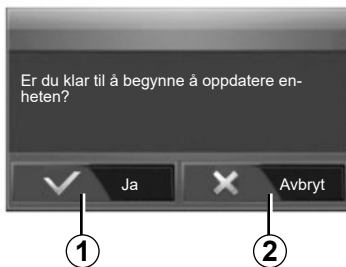 Er du klar til å begynne å oppdatere en-
heten?
Ja
Avbryt
1
2